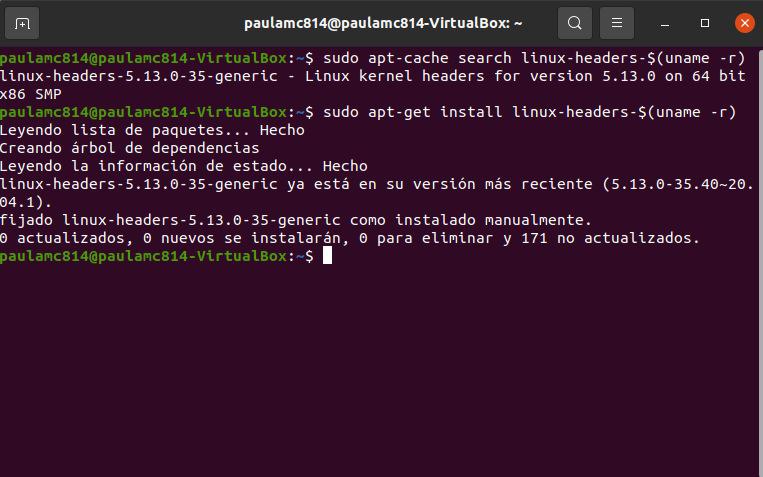 paulamc814@paulamc814-VirtualBox: ~
paulamc814@paulamc814-VirtualBox:~$ sudo apt-cache search linux-headers-$(uname -r)
linux-headers-5.13.0-35-generic - Linux kernel headers for version 5.13.0 on 64 bit
x86 SMP
paulamc814@paulamc814-VirtualBox:~$ sudo apt-get install linux-headers-$(uname -r)
Leyendo lista de paquetes... Hecho
Creando árbol de dependencias
Leyendo la información de estado... Hecho
linux-headers-5.13.0-35-generic ya está en su versión más reciente (5.13.0-35.40~20.
04.1).
fijado linux-headers-5.13.0-35-generic como instalado manualmente.
0 actualizados, 0 nuevos se instalarán, 0 para eliminar y 171 no actualizados.
paulamc814@paulamc814-VirtualBox:~$